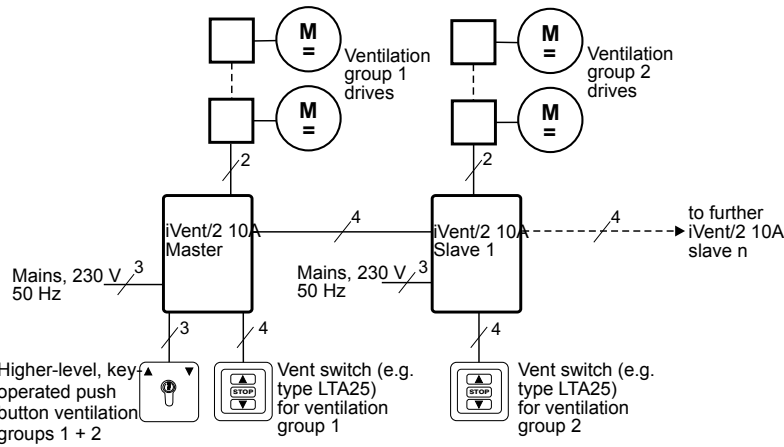 M
=
Ventilation
group 1
drives
M
=
2
M
=
Ventilation
group 2
drives
M
=
2
iVent/2 10A
Master
4
iVent/2 10A
Slave 1
4
to further
iVent/2 10A
slave n
Mains, 230 V
50 Hz
3
Mains, 230 V
50 Hz
3
3
4
4
Higher-level, key-
operated push
button ventilation
groups 1 + 2
STOP
Vent switch (e.g.
type LTA25)
for ventilation
group 1
STOP
Vent switch (e.g.
type LTA25)
for ventilation
group 2